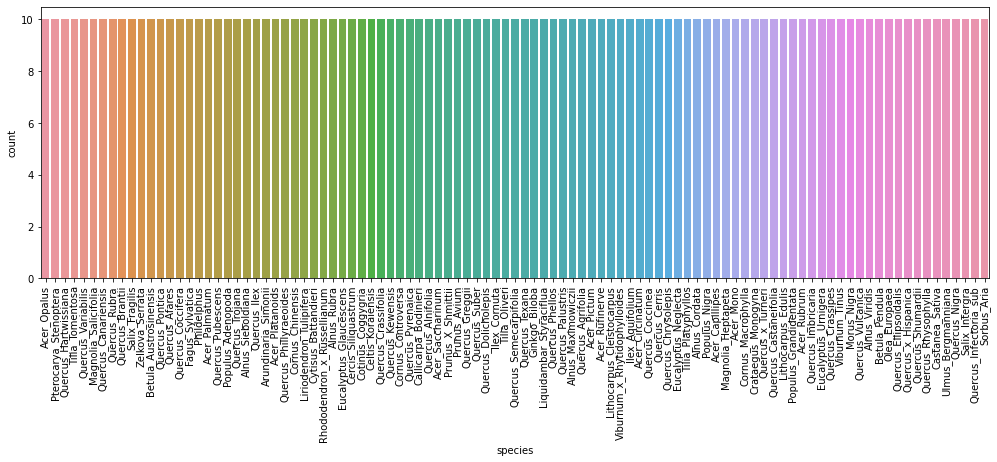 10
8
6
4
2
0
count
Acer_Opalus
Pterocarya_Stenoptera
Quercus_Hartwissiana
Tilia_Tomentosa
Quercus_Variabilis
Magnolia_Salicifolia
Quercus_Canariensis
Quercus_Rubra
Quercus_Brantii
Salix_Fragilis
Zelkova_Serrata
Betula_Austrosinensis
Quercus_Pontica
Quercus_Afares
Quercus_Coccifera
Fagus_Sylvatica
Phildelphus
Acer_Palmatum
Quercus_Pubescens
Populus_Adenopoda
Quercus_Trojana
Alnus_Sieboldiana
Quercus_Ilex
Arundinaria_Simonii
Acer_Platanoids
Quercus_Phillyraeoides
Cornus_Chinensis
Liriodendron_Tulipifera
Cytisus_Battandieri
Rhododendron_x_Russellianum
Eucalyptus_Glaucescens
Cercis_Siliquastrum
Cotinus_Coggygria
Celtis_Koraiensis
Quercus_Crassifolia
Quercus_Kewensis
Cornus_Controversa
Quercus_Pyrenaica
Callicarpa_Bodinieri
Quercus_Alnifolia
Acer_Saccharinum
Prunus_X_Shmittii
Prunus_Avium
Quercus_Greggii
Quercus_Suber
Quercus_Dolicholepis
Ilex_Cornuta
Tilia_Oliveri
Quercus_Semecarpifolia
Quercus_Texana
Ginkgo_Biloba
Liquidambar_Styraciflua
Quercus_Phellos
Quercus_Palustris
Alnus_Maximowiczii
Quercus_Agrifolia
Acer_Pictum
Acer_Rufinerve
Lithocarpus_Cleistocarpus
Viburnum_x_Rhytidophylloides
Ilex_Aquifolium
Acer_Circinatum
Quercus_Coccinea
Quercus_Cerris
Quercus_Chrysolepis
Eucalyptus_Neglecta
Tilia_Platyphyllos
Alnus_Cordata
Populus_Nigra
Acer_Capillipes
Magnolia_Heptapeta
Acer_Mono
Cornus_Macrophylla
Crataegus_Monogyna
Quercus_x_Turneri
Quercus_Castaneifolia
Lithocarpus_Edulis
Populus_Grandidentata
Acer_Rubrum
Quercus_Imbricaria
Eucalyptus_Urnigera
Quercus_Crassipes
Viburnum_Tinus
Morus_Nigra
Quercus_Vulcanica
Alnus_Viridis
Betula_Pendula
Olea_Europaea
Quercus_Ellipsoidalis
Quercus_x_Hispanica
Quercus_Shumardii
Quercus_Rhysophylla
Castanea_Sativa
Ulmus_Bergmanniana
Quercus_Nigra
Salix_Intergra
Quercus_Infectoria_sub
Sorbus_Aria
species